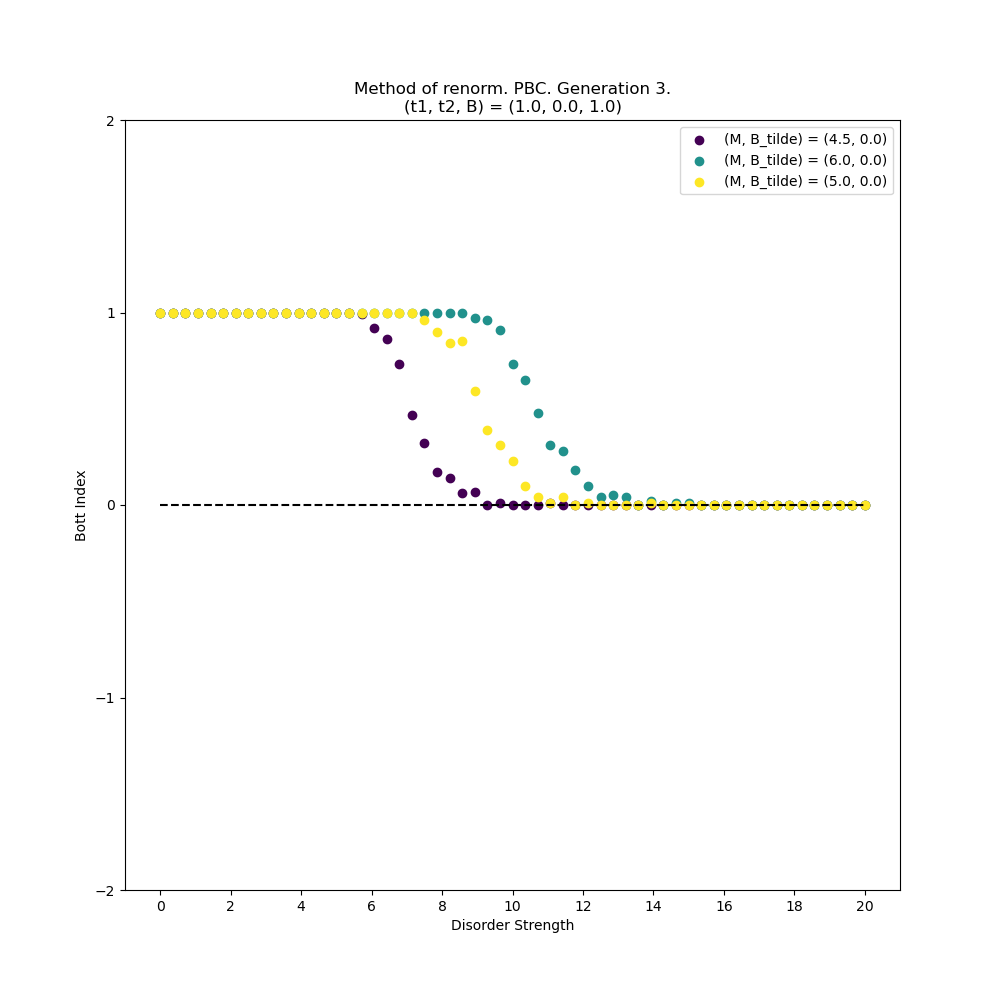 Method of renorm. PBC. Generation 3.
(t1, t2, B) = (1.0, 0.0, 1.0)
(M, B_tilde) = (4.5, 0.0)
(M, B_tilde) = (6.0, 0.0)
(M, B_tilde) = (5.0, 0.0)
2
1
0
−1
−2
Bott Index
0 2 4 6 8 10 12 14 16 18 20
Disorder Strength